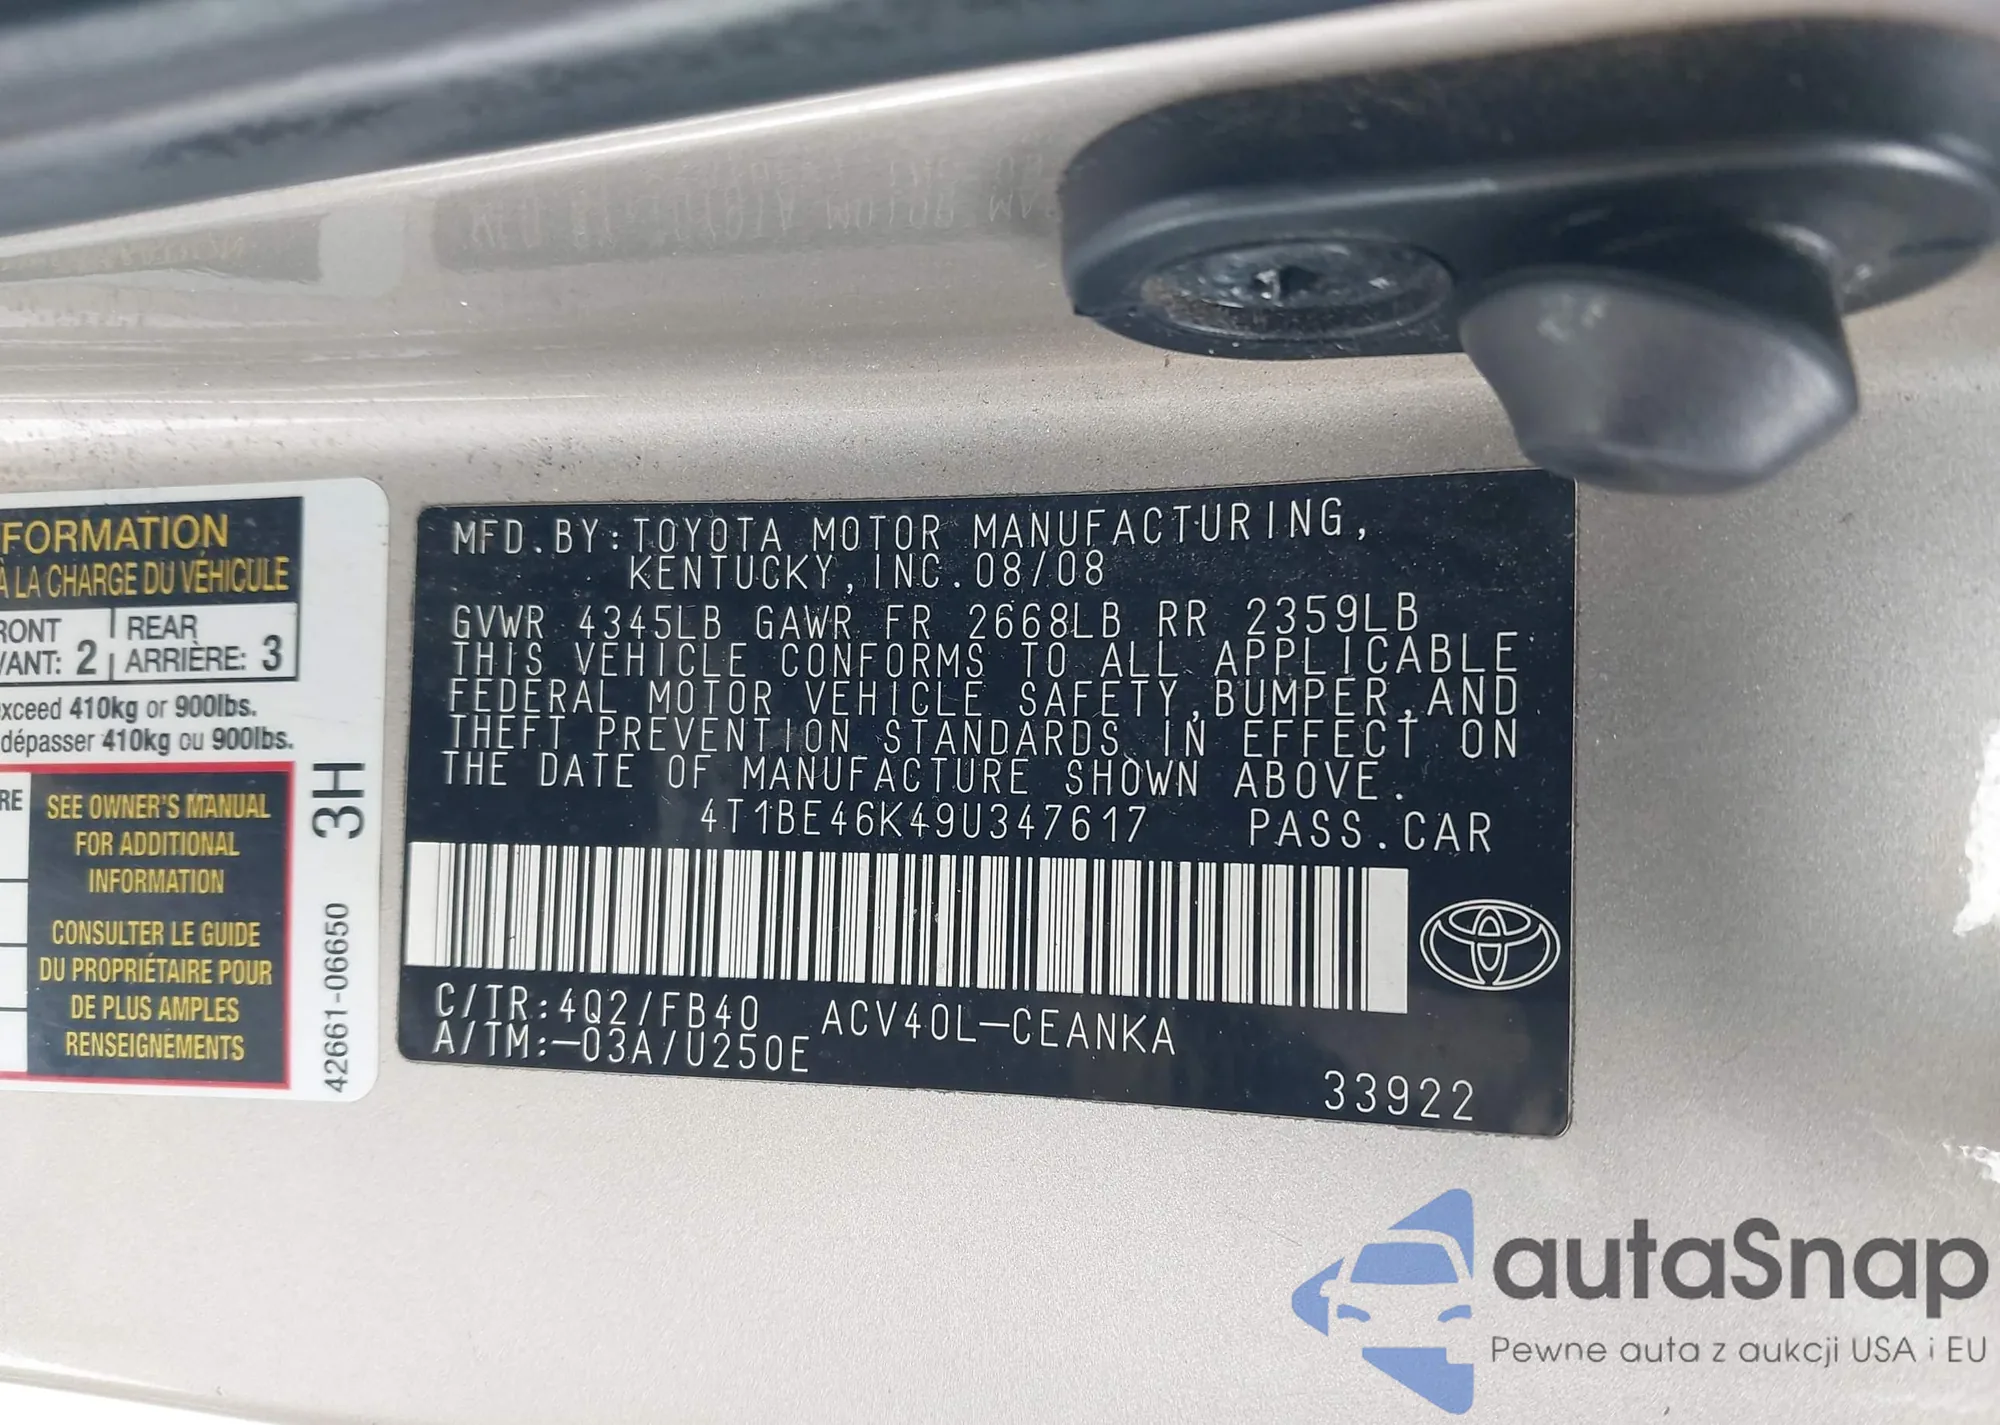 FORMATION
À LA CHARGE DU VÉHICULE
RONT
VANT: 2
REAR
ARRIÈRE: 3
xceed 410kg or 900lbs.
dépasser 410kg ou 900lbs.
RE
SEE OWNER'S MANUAL
FOR ADDITIONAL
INFORMATION
CONSULTER LE GUIDE
DU PROPRIÉTAIRE POUR
DE PLUS AMPLES
RENSEIGNEMENTS
3H
42661-06650
MFD.BY:TOYOTA MOTOR MANUFACTURING,
KENTUCKY,INC.08/08
GVWR 4345LB GAWR FR 2668LB RR 2359LB
THIS VEHICLE CONFORMS TO ALL APPLICABLE
FEDERAL MOTOR VEHICLE SAFETY,BUMPER,AND
THEFT PREVENTION STANDARDS IN EFFECT ON
THE DATE OF MANUFACTURE SHOWN ABOVE.
4T1BE46K49U347617 PASS.CAR
C/TR:4Q2/FB40 ACV40L-CEANKA
A/TM:-03A/U250E
33922
autaSnap
Pewne auta z aukcji USA i EU